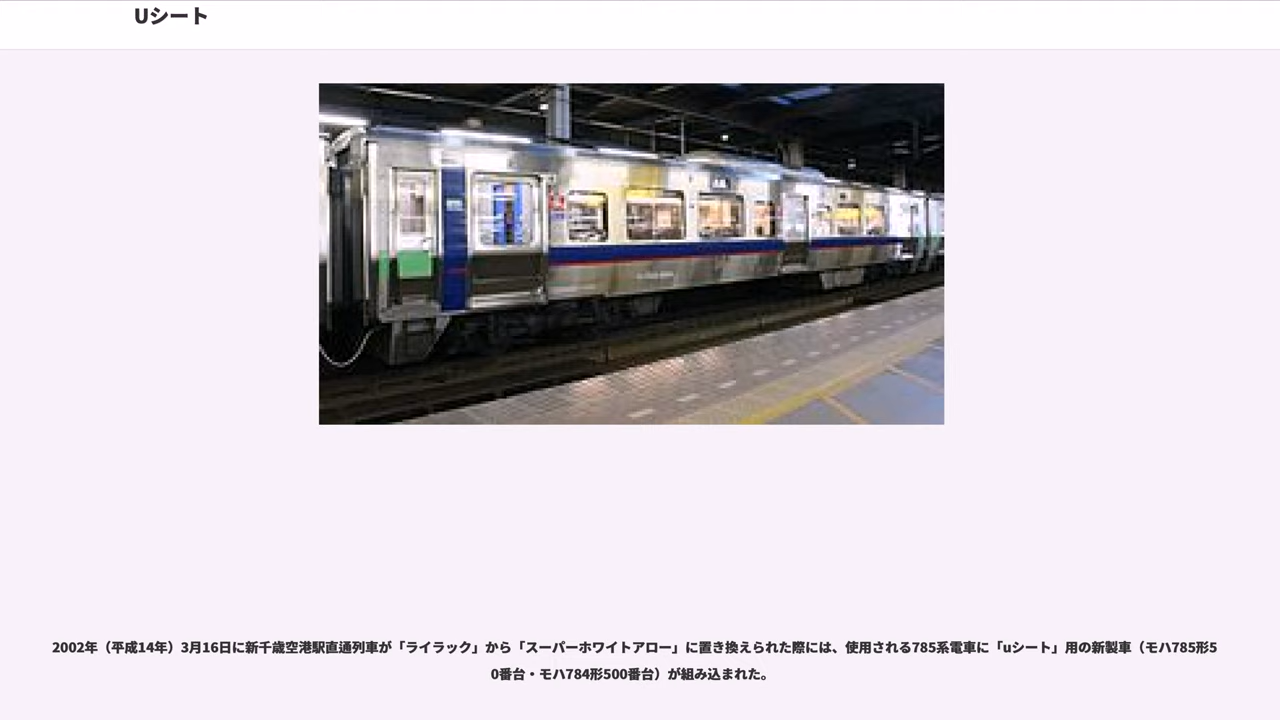 Uシート
2002年（平成14年）3月16日に新千歳空港駅直通列車が「ライラック」から「スーパーホワイトアロー」に置き換えられた際には、使用される785系電車に「uシート」用の新製車（モハ785形5
0番台・モハ784形500番台）が組み込まれた。